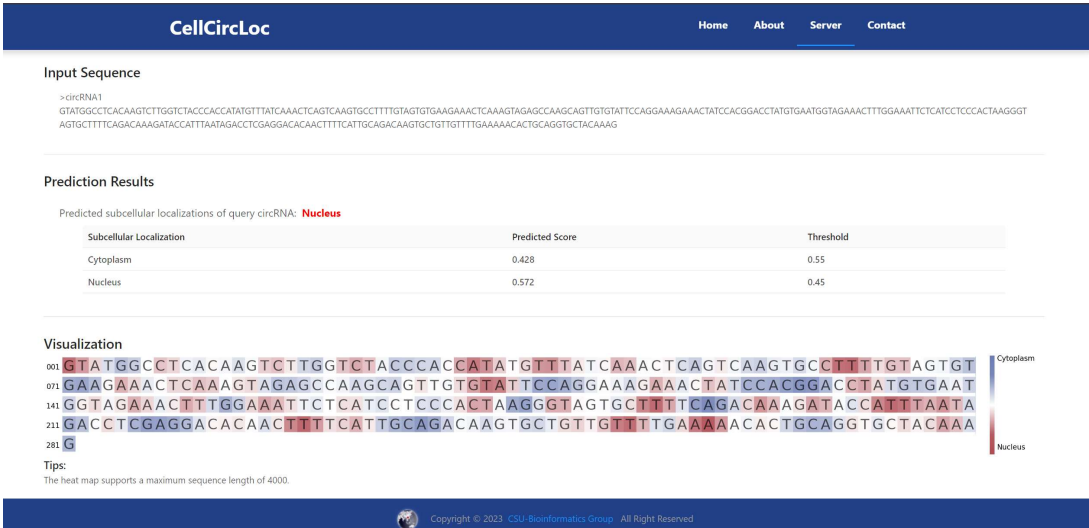 CellCircLoc
Home About Server Contact
Input Sequence
>circRNA1
GTATGGCCTCACAAGTCTTGGTCTACCCACCATATGTTTATCAAACTCAGTCAAGTGCCTTTTGTAGTGTGAAGAAACTCAAAGTAGAGCCAAGCAGTTGTGTATTCCAGGAAAGAAACTATCCACGGACCTATGTGAATGGTAGAAACTTTGGAAATTCTCATCCTCCCACTAAGGGT
AGTGCTTTTCAGACAAAGATACCATTTAATAGACCTCGAGGACACAACTTTTCATTGCAGACAAGTGCTGTTGTTTTGAAAAACACTGCAGGTGCTACAAAG
Prediction Results
Predicted subcellular localizations of query circRNA: Nucleus
Subcellular Localization Predicted Score Threshold
Cytoplasm 0.428 0.55
Nucleus 0.572 0.45
Visualization
001 GTATGGCCTCACAAGTCTTGGTCTACCCACCATATGTTTATCAAACTCAGTCAAGTGCCTTTTGTAGTGT
071 GAAGAAACTCAAAGTAGAGCCAAGCAGTTGTGTATTCCAGGAAAGAAACTATCCACGGACCTATGTGAAT
141 GGTAGAAACTTTGGAAATTCTCATCCTCCCACTAAGGGTAGTGCTTTTCAGACAAAGATACCATTTAATA
211 GACCTCGAGGACACAACTTTTCATTGCAGACAAGTGCTGTTGTTTTGAAAAACACTGCAGGTGCTACAAA
281 G
Cytoplasm
Nucleus
Tips:
The heat map supports a maximum sequence length of 4000.
Copyright © 2023 CSU-Bioinformatics Group All Right Reserved